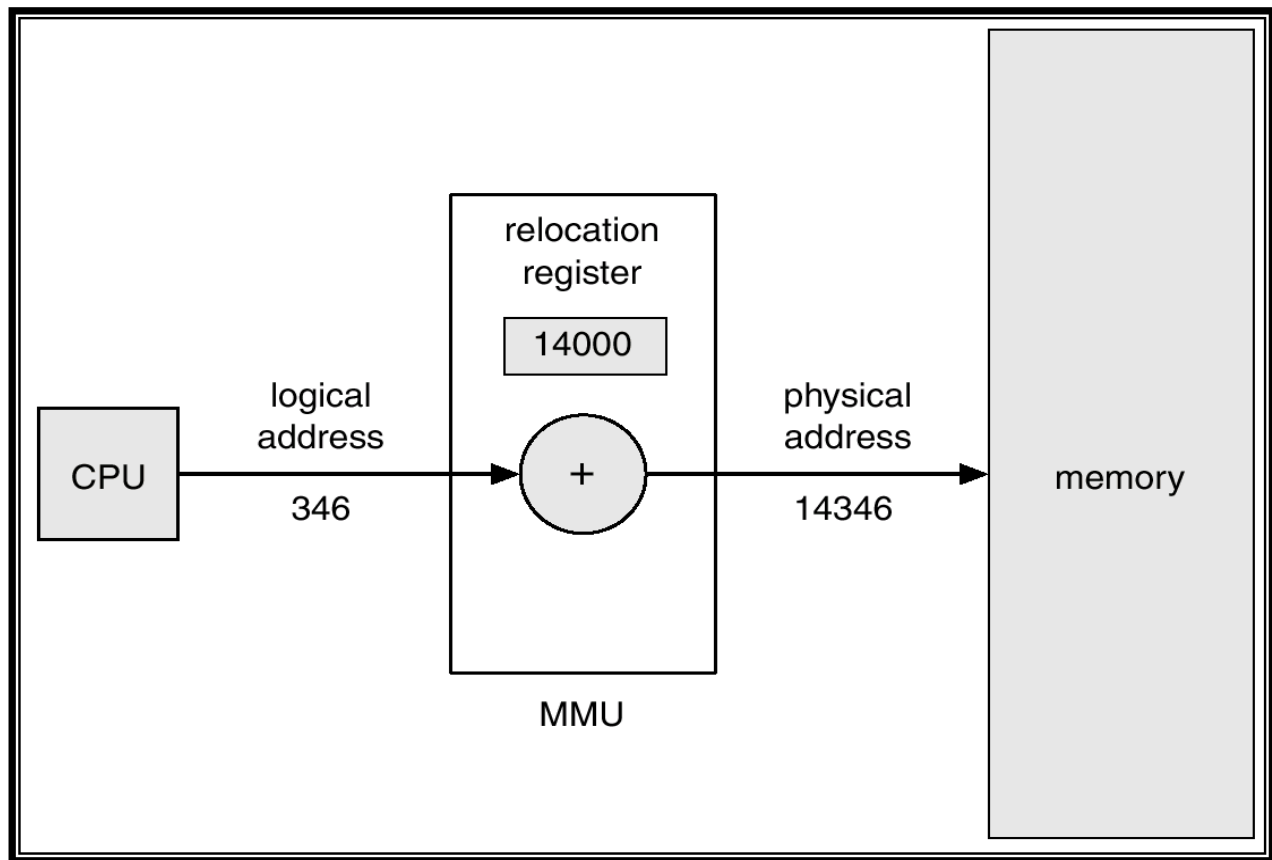 relocation
register
14000
logical
address
physical
address
CPU
+
memory
346
14346
MMU